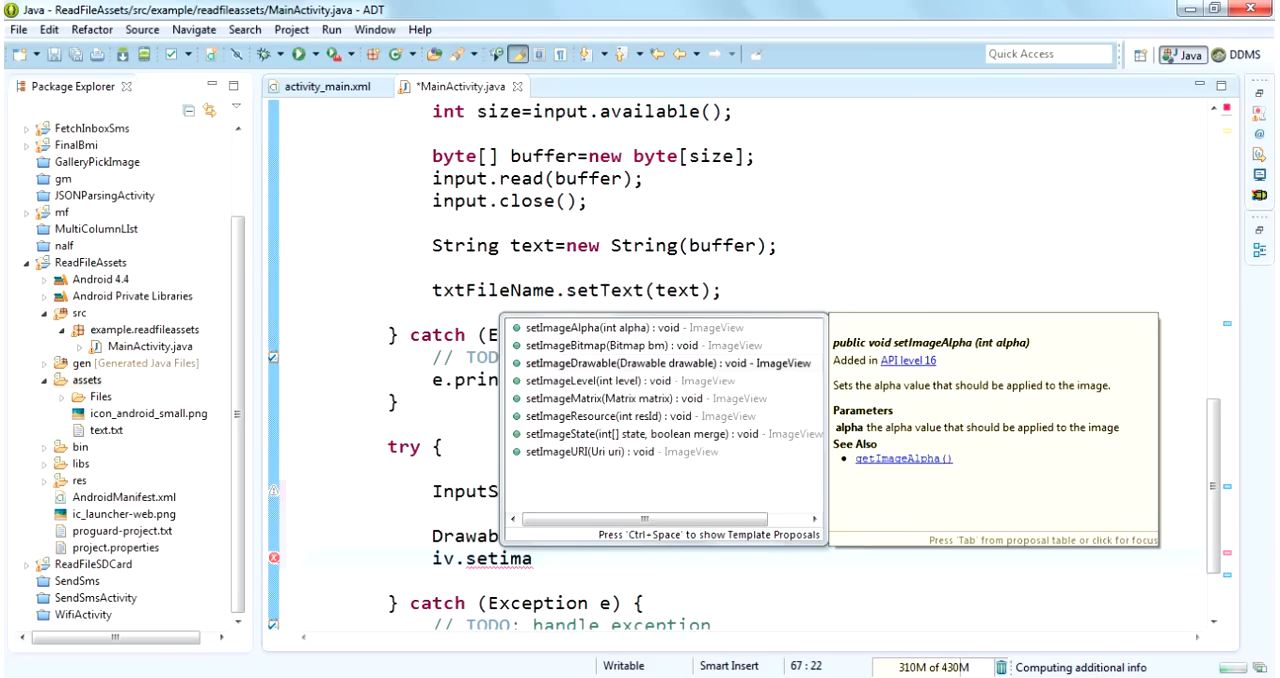 Java - ReadFileAssets/src/example/readfileassets/MainActivity.java - ADT
File Edit Refactor Source Navigate Search Project Run Window Help
Quick Access
Java
DDMS
Package Explorer
activity_main.xml
*MainActivity.java
FetchInboxSms
FinalBmi
GalleryPickImage
gm
JSONParsingActivity
mf
MultiColumnLIst
nalf
ReadFileAssets
Android 4.4
Android Private Libraries
src
example.readfileassets
MainActivity.java
gen [Generated Java Files]
assets
Files
icon_android_small.png
text.txt
bin
libs
res
AndroidManifest.xml
ic_launcher-web.png
proguard-project.txt
project.properties
ReadFileSDCard
SendSms
SendSmsActivity
WifiActivity
int size=input.available();
byte[] buffer=new byte[size];
input.read(buffer);
input.close();
String text=new String(buffer);
txtFileName.setText(text);
} catch (E
// TOD
e.prin
}
try {
InputS
Drawab
iv.setima
} catch (Exception e) {
// TODO: handle exception
setImageAlpha(int alpha) : void - ImageView
setImageBitmap(Bitmap bm) : void - ImageView
setImageDrawable(Drawable drawable) : void - ImageView
setImageLevel(int level) : void - ImageView
setImageMatrix(Matrix matrix) : void - ImageView
setImageResource(int resId) : void - ImageView
setImageState(int[] state, boolean merge) : void - ImageView
setImageURI(Uri uri) : void - ImageView
Press 'Ctrl+Space' to show Template Proposals
public void setImageAlpha (int alpha)
Added in API level 16
Sets the alpha value that should be applied to the image.
Parameters
alpha the alpha value that should be applied to the image
See Also
getImageAlpha()
Press 'Tab' from proposal table or click for focus
Writable
Smart Insert
67 : 22
310M of 430M
Computing additional info